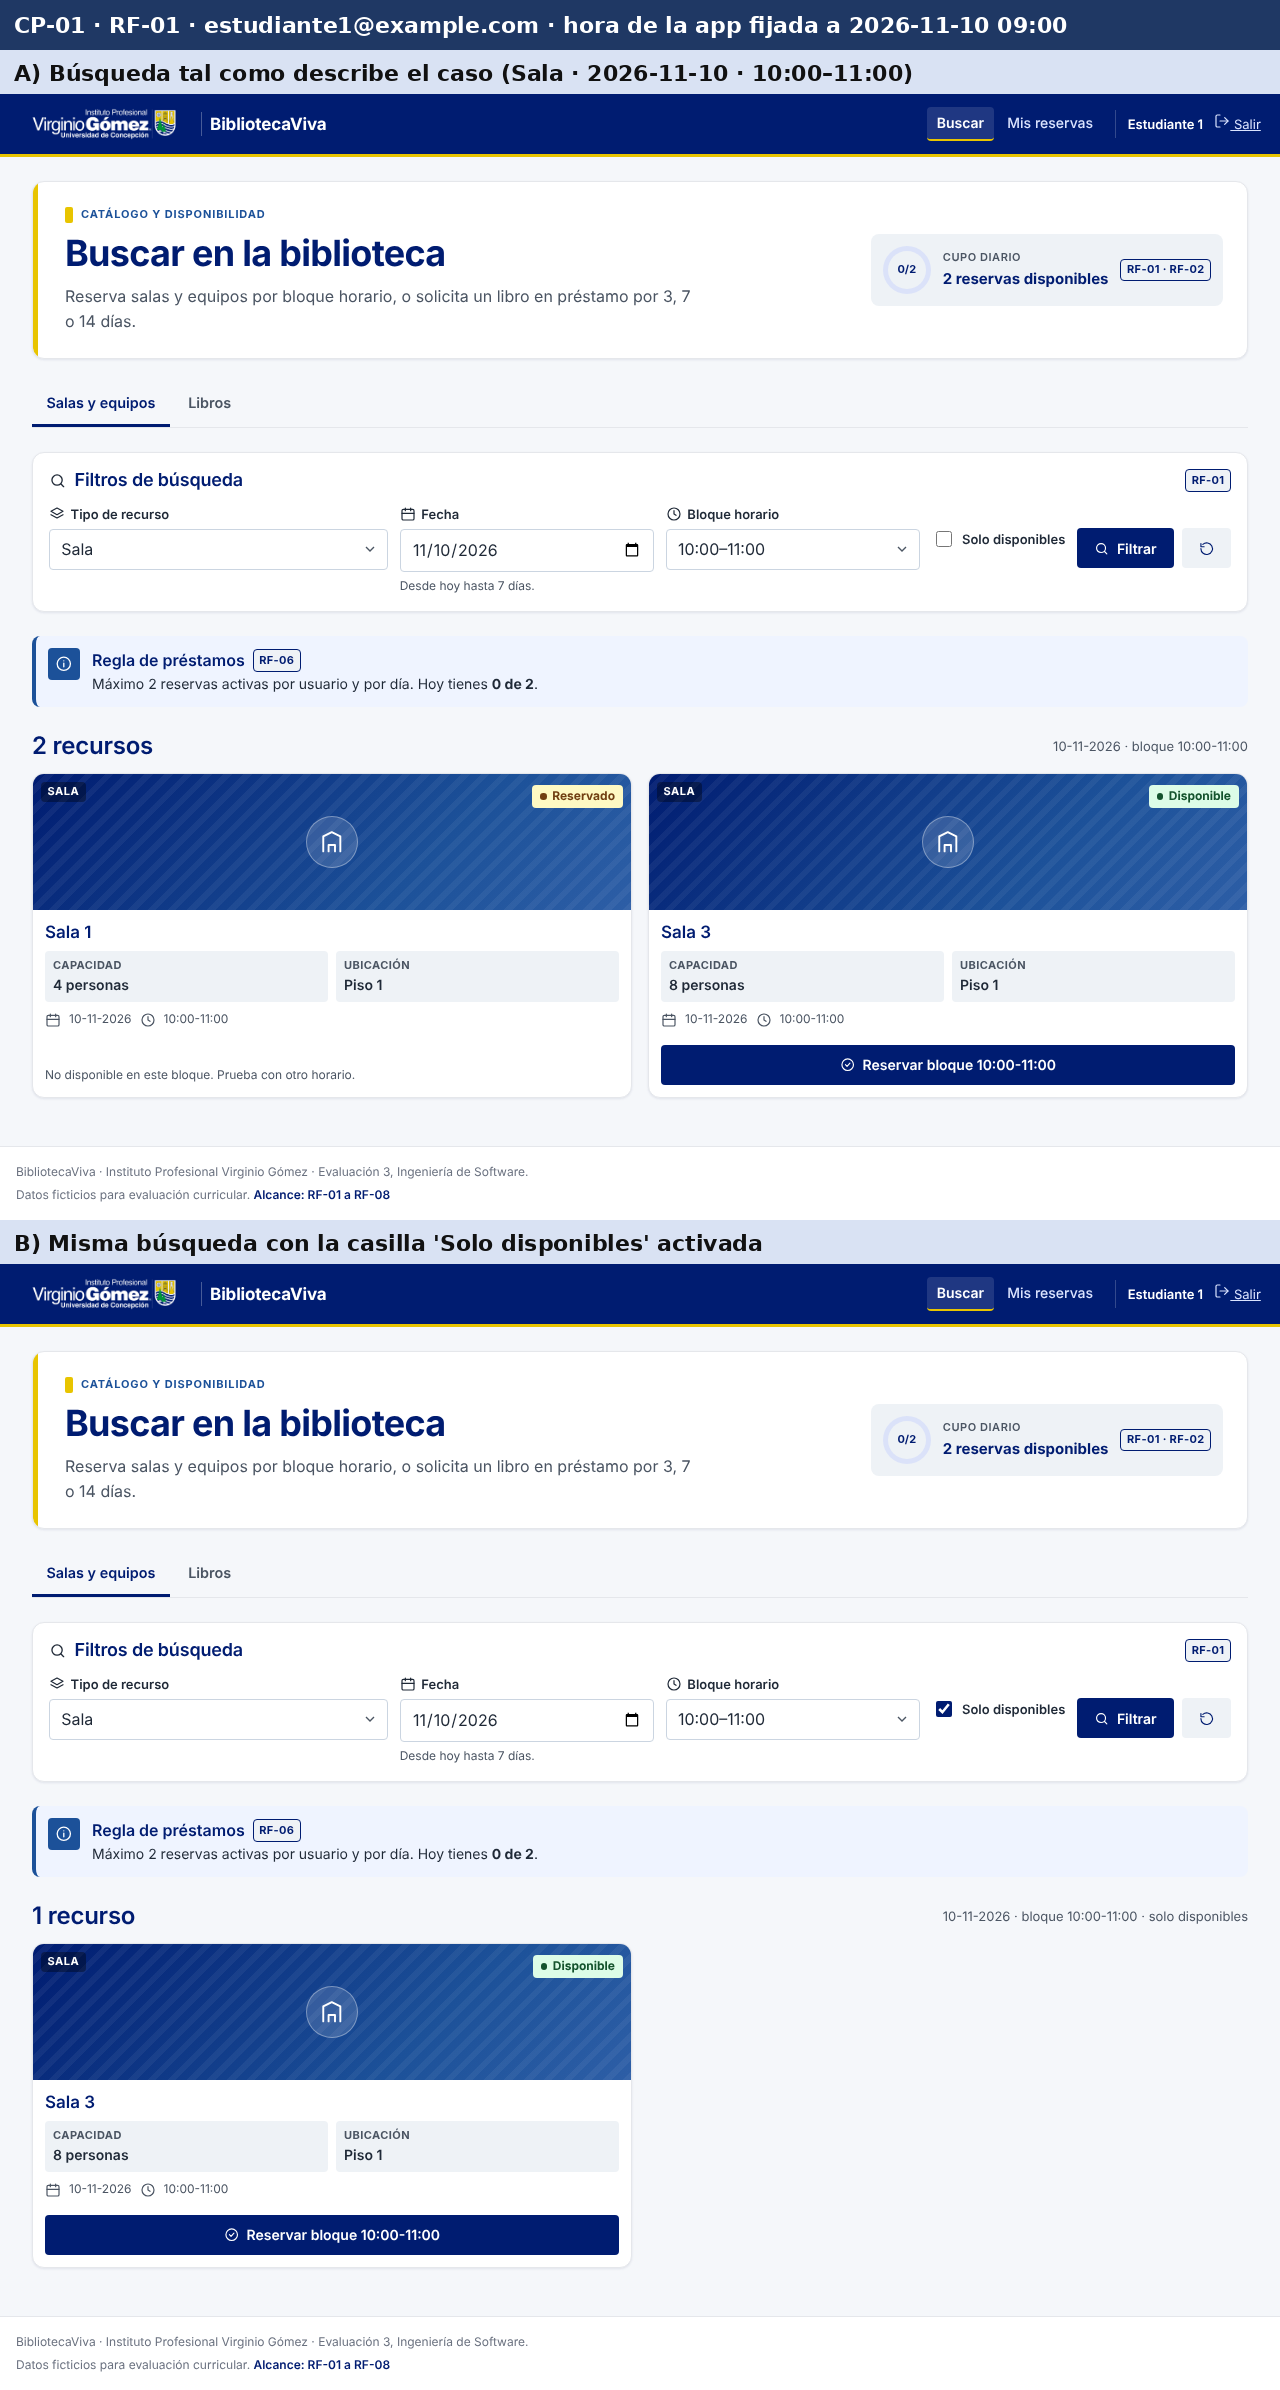 CP-01 · RF-01 · estudiante1@example.com · hora de la app fijada a 2026-11-10 09:00
A) Búsqueda tal como describe el caso (Sala · 2026-11-10 · 10:00–11:00)
Instituto Profesional
VirginioGómez
Universidad de Concepción
BibliotecaViva
Buscar
Mis reservas
Estudiante 1
Salir
CATÁLOGO Y DISPONIBILIDAD
Buscar en la biblioteca
Reserva salas y equipos por bloque horario, o solicita un libro en préstamo por 3, 7
o 14 días.
0/2
CUPO DIARIO
2 reservas disponibles
RF-01 · RF-02
Salas y equipos
Libros
Filtros de búsqueda
RF-01
Tipo de recurso
Fecha
Bloque horario
Sala
11/10/2026
10:00–11:00
Solo disponibles
Filtrar
Desde hoy hasta 7 días.
Regla de préstamos
RF-06
Máximo 2 reservas activas por usuario y por día. Hoy tienes 0 de 2.
2 recursos
10-11-2026 · bloque 10:00-11:00
SALA
Reservado
Sala 1
CAPACIDAD
4 personas
UBICACIÓN
Piso 1
10-11-2026
10:00-11:00
No disponible en este bloque. Prueba con otro horario.
SALA
Disponible
Sala 3
CAPACIDAD
8 personas
UBICACIÓN
Piso 1
10-11-2026
10:00-11:00
Reservar bloque 10:00-11:00
BibliotecaViva · Instituto Profesional Virginio Gómez · Evaluación 3, Ingeniería de Software.
Datos ficticios para evaluación curricular. Alcance: RF-01 a RF-08
B) Misma búsqueda con la casilla 'Solo disponibles' activada
Instituto Profesional
VirginioGómez
Universidad de Concepción
BibliotecaViva
Buscar
Mis reservas
Estudiante 1
Salir
CATÁLOGO Y DISPONIBILIDAD
Buscar en la biblioteca
Reserva salas y equipos por bloque horario, o solicita un libro en préstamo por 3, 7
o 14 días.
0/2
CUPO DIARIO
2 reservas disponibles
RF-01 · RF-02
Salas y equipos
Libros
Filtros de búsqueda
RF-01
Tipo de recurso
Fecha
Bloque horario
Sala
11/10/2026
10:00–11:00
Solo disponibles
Filtrar
Desde hoy hasta 7 días.
Regla de préstamos
RF-06
Máximo 2 reservas activas por usuario y por día. Hoy tienes 0 de 2.
1 recurso
10-11-2026 · bloque 10:00-11:00 · solo disponibles
SALA
Disponible
Sala 3
CAPACIDAD
8 personas
UBICACIÓN
Piso 1
10-11-2026
10:00-11:00
Reservar bloque 10:00-11:00
BibliotecaViva · Instituto Profesional Virginio Gómez · Evaluación 3, Ingeniería de Software.
Datos ficticios para evaluación curricular. Alcance: RF-01 a RF-08